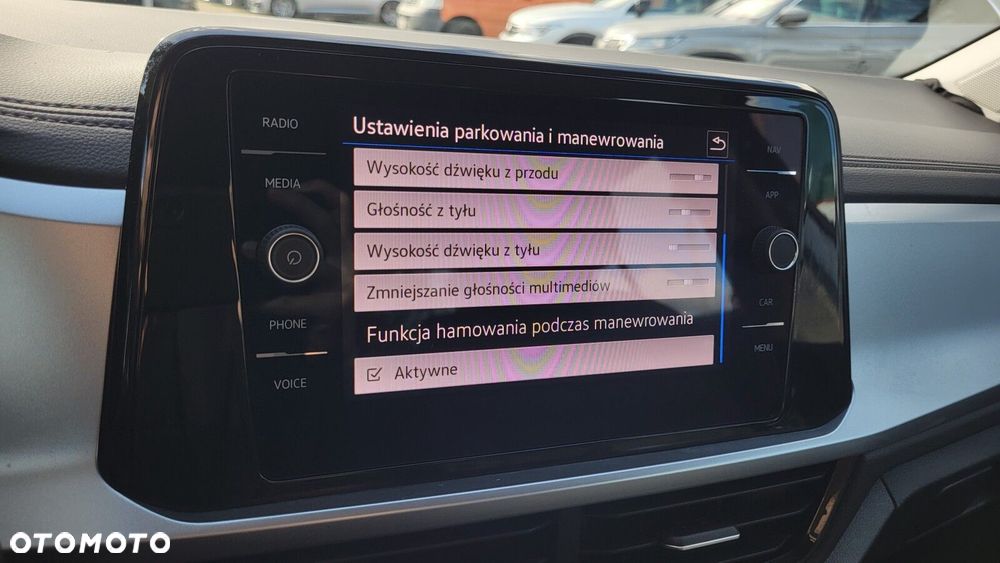 RADIO
MEDIA
PHONE
VOICE
Ustawienia parkowania i manewrowania
Wysokość dźwięku z przodu
Głośność z tyłu
Wysokość dźwięku z tyłu
Zmniejszanie głośności multimediów
Funkcja hamowania podczas manewrowania
Aktywne
NAV
APP
CAR
MENU
OTOMOTO